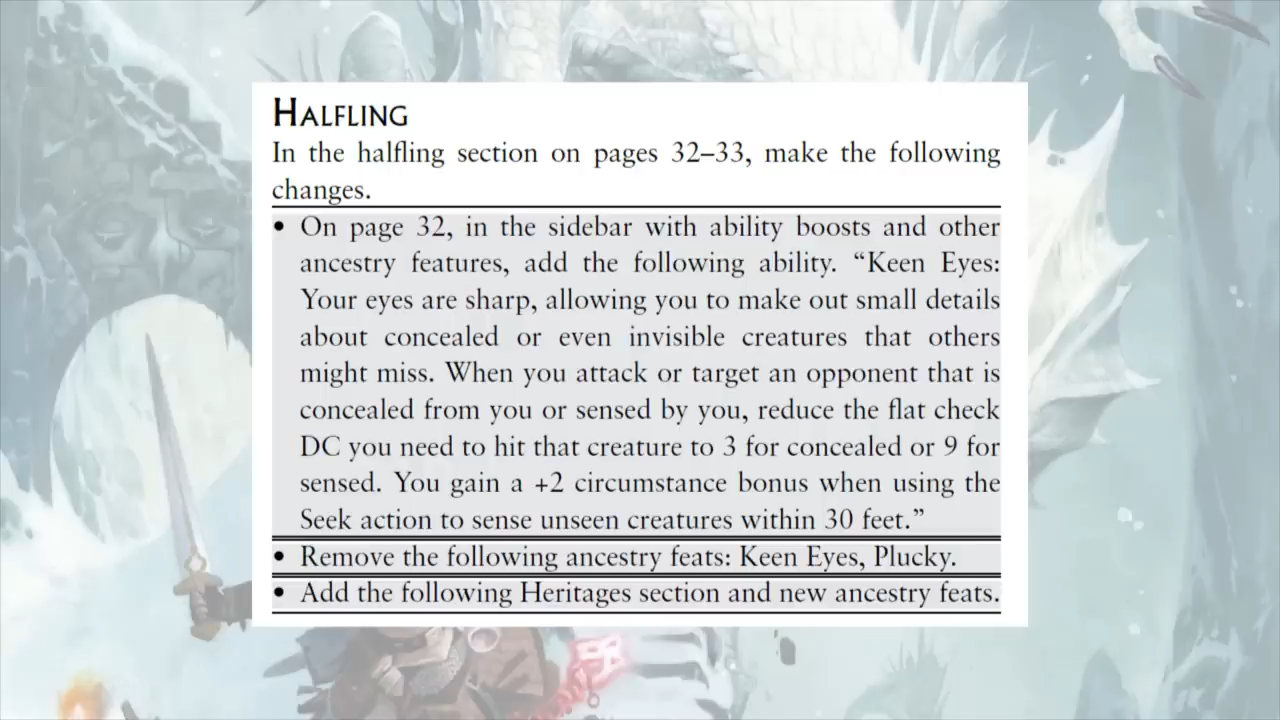 HALFLING
In the halfling section on pages 32–33, make the following
changes.
• On page 32, in the sidebar with ability boosts and other
ancestry features, add the following ability. “Keen Eyes:
Your eyes are sharp, allowing you to make out small details
about concealed or even invisible creatures that others
might miss. When you attack or target an opponent that is
concealed from you or sensed by you, reduce the flat check
DC you need to hit that creature to 3 for concealed or 9 for
sensed. You gain a +2 circumstance bonus when using the
Seek action to sense unseen creatures within 30 feet.”
• Remove the following ancestry feats: Keen Eyes, Plucky.
• Add the following Heritages section and new ancestry feats.